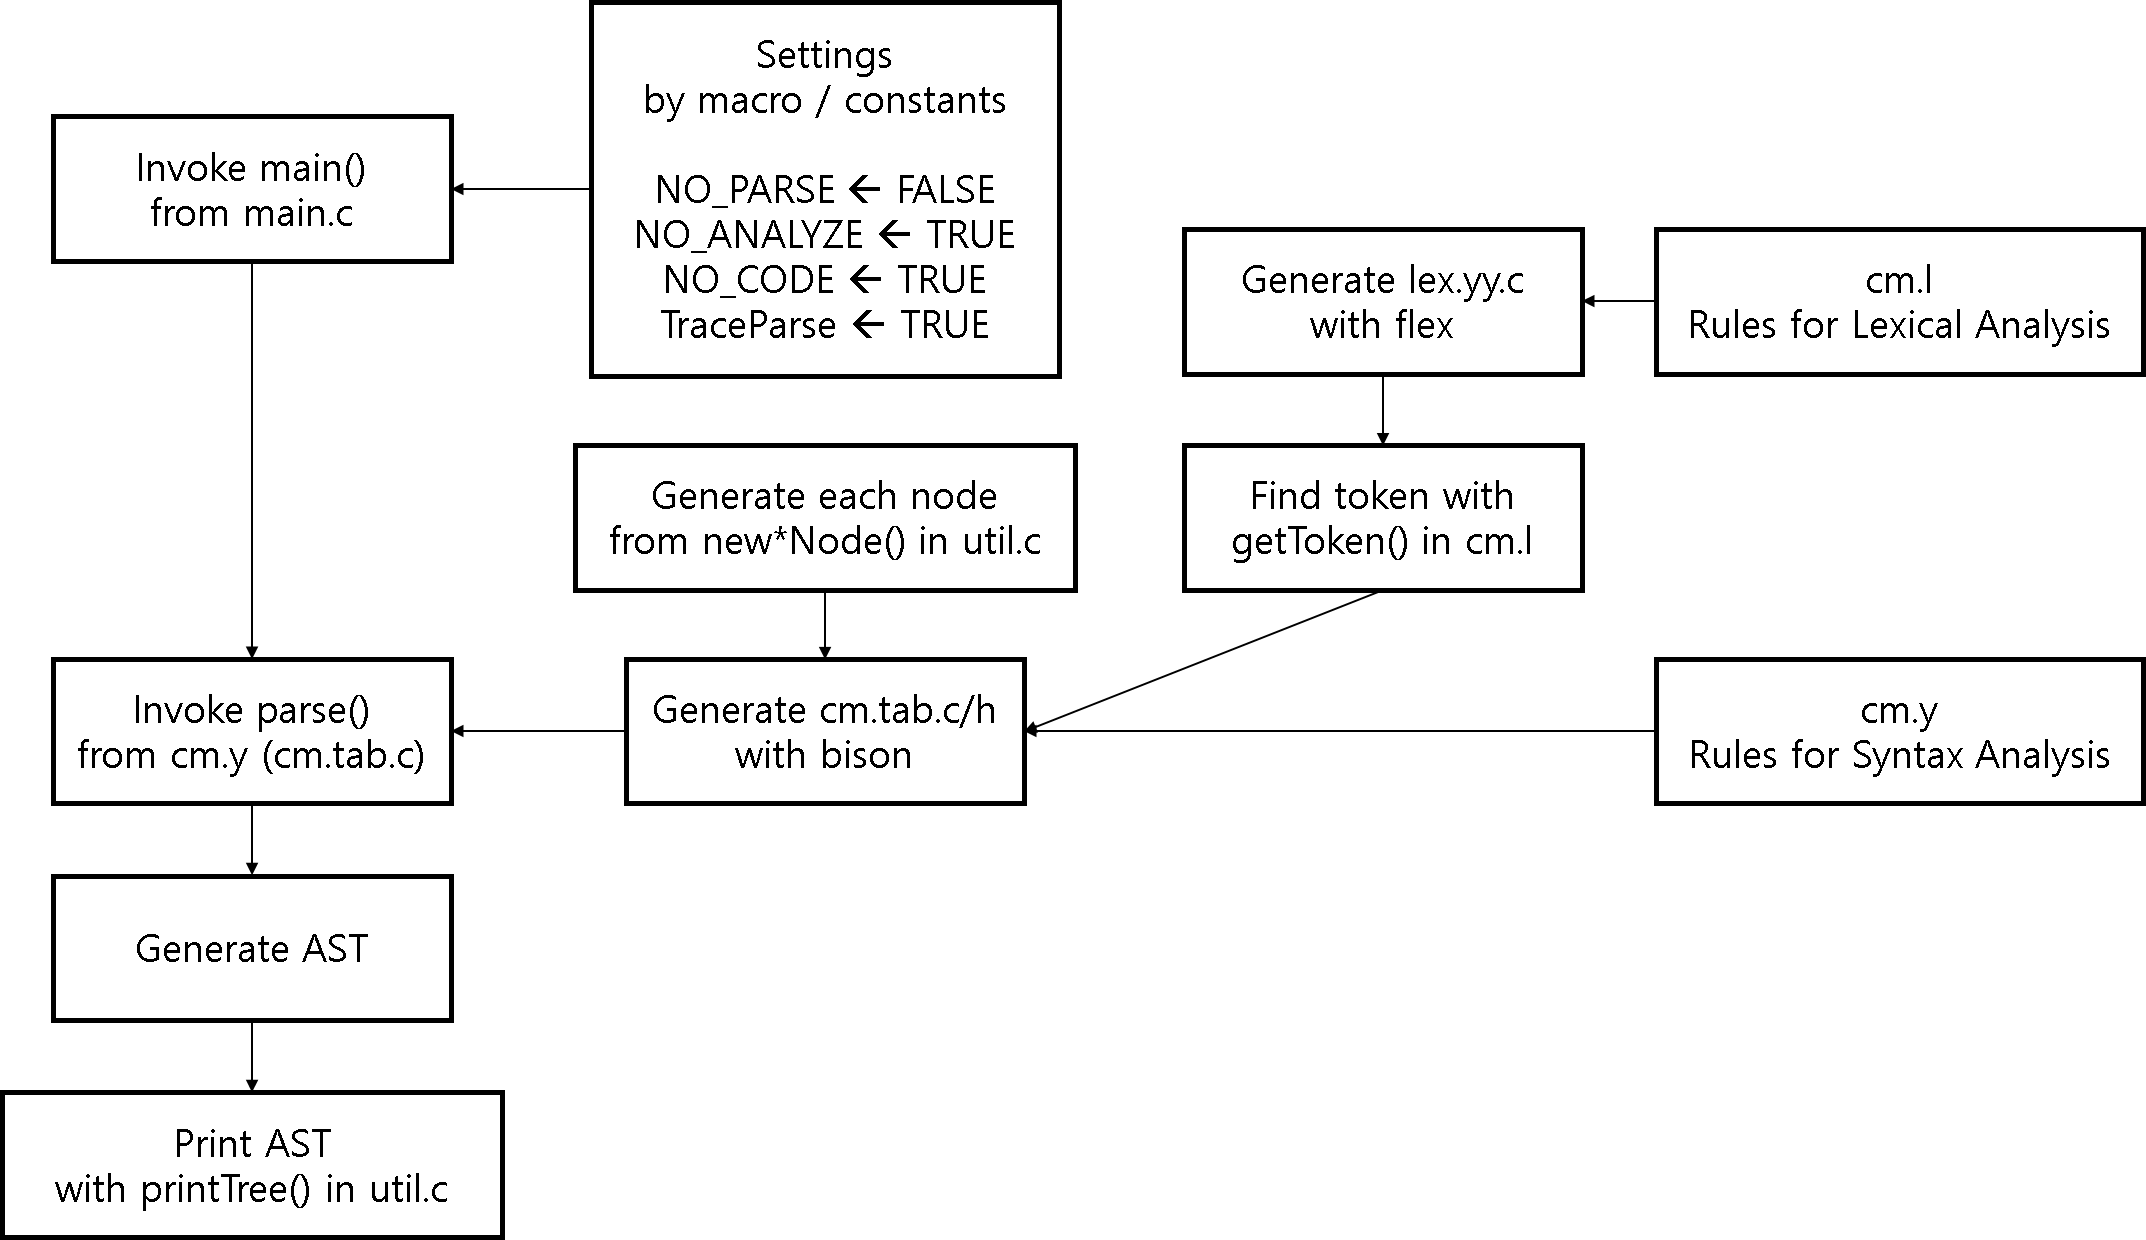 Settings
by macro / constants
NO_PARSE ← FALSE
NO_ANALYZE ← TRUE
NO_CODE ← TRUE
TraceParse ← TRUE
Invoke main()
from main.c
Generate lex.yy.c
with flex
cm.l
Rules for Lexical Analysis
Generate each node
from new*Node() in util.c
Find token with
getToken() in cm.l
Invoke parse()
from cm.y (cm.tab.c)
Generate cm.tab.c/h
with bison
cm.y
Rules for Syntax Analysis
Generate AST
Print AST
with printTree() in util.c